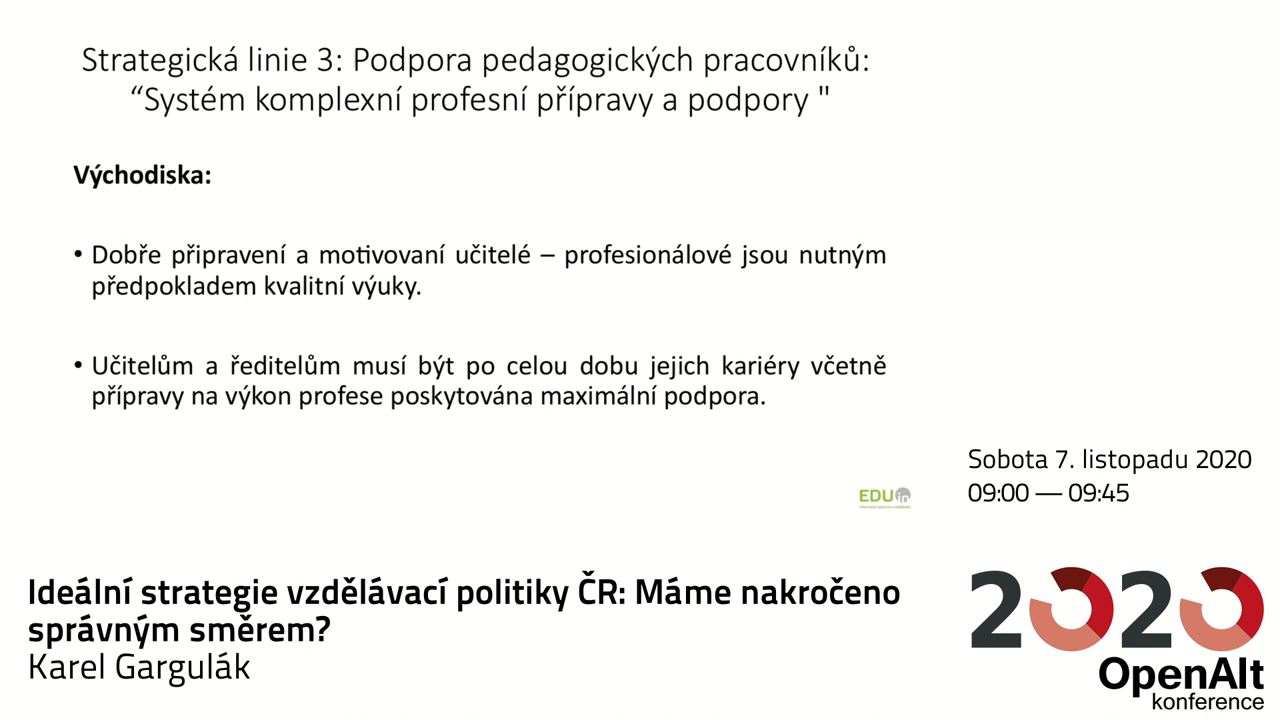 Strategická linie 3: Podpora pedagogických pracovníků:
“Systém komplexní profesní přípravy a podpory "
Východiska:
• Dobře připravení a motivovaní učitelé – profesionálové jsou nutným
předpokladem kvalitní výuky.
• Učitelům a ředitelům musí být po celou dobu jejich kariéry včetně
přípravy na výkon profese poskytována maximální podpora.
EDUin
Sobota 7. listopadu 2020
09:00 — 09:45
Ideální strategie vzdělávací politiky ČR: Máme nakročeno
správným směrem?
Karel Gargulák
2020
OpenAlt
konference